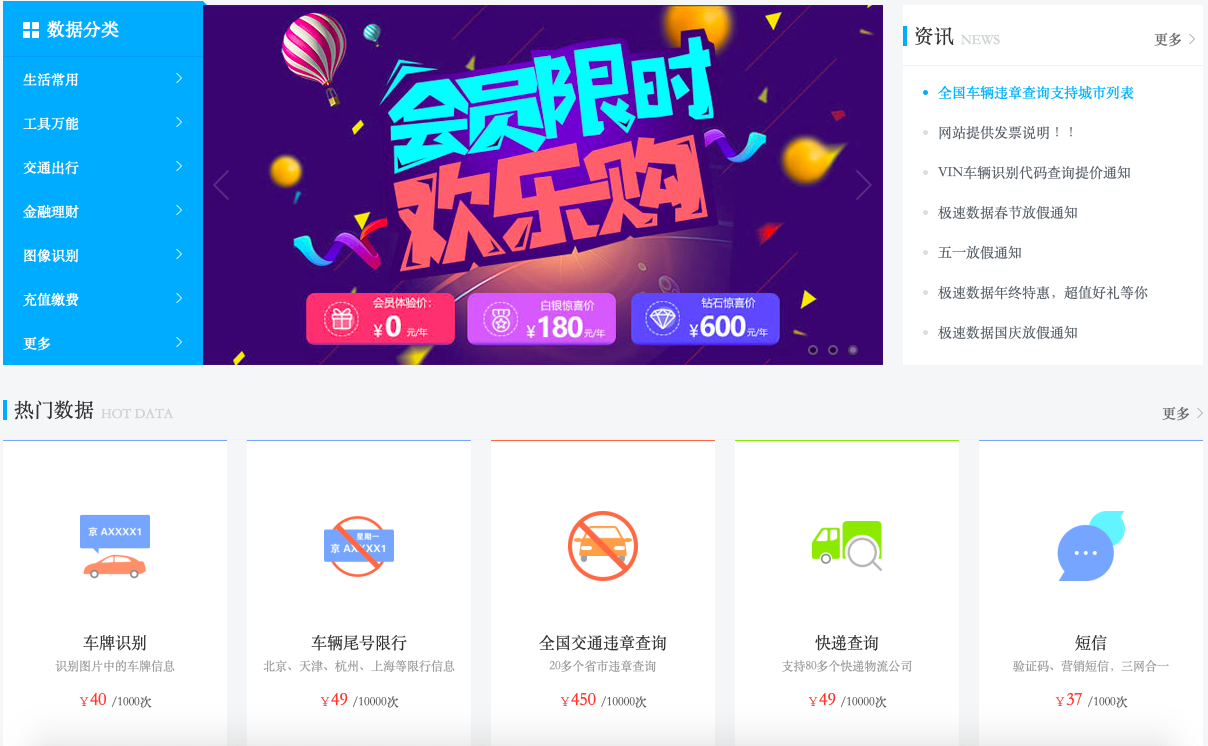 数据分类
生活常用
工具万能
交通出行
金融理财
图像识别
充值缴费
更多
会员限时
欢乐购
会员体验价:
¥0 元/年
白银惊喜价
¥180 元/年
钻石惊喜价
¥600 元/年
资讯 NEWS 更多
全国车辆违章查询支持城市列表
网站提供发票说明！！
VIN车辆识别代码查询提价通知
极速数据春节放假通知
五一放假通知
极速数据年终特惠，超值好礼等你
极速数据国庆放假通知
热门数据 HOT DATA 更多
京 AXXXX1
车牌识别
识别图片中的车牌信息
¥40 /1000次
星期一
京 AXXXX1
车辆尾号限行
北京、天津、杭州、上海等限行信息
¥49 /10000次
全国交通违章查询
20多个省市违章查询
¥450 /10000次
快递查询
支持80多个快递物流公司
¥49 /10000次
短信
验证码、营销短信，三网合一
¥37 /1000次